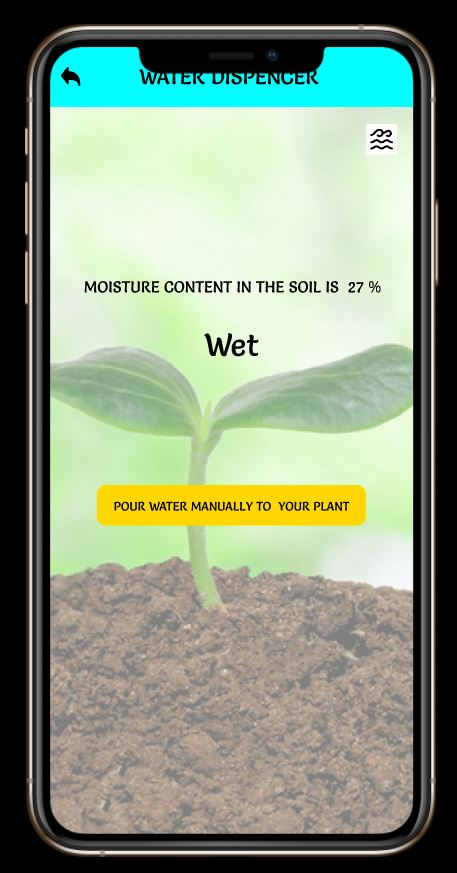 WATER DISPENCER
MOISTURE CONTENT IN THE SOIL IS  27 %
Wet
POUR WATER MANUALLY TO  YOUR PLANT